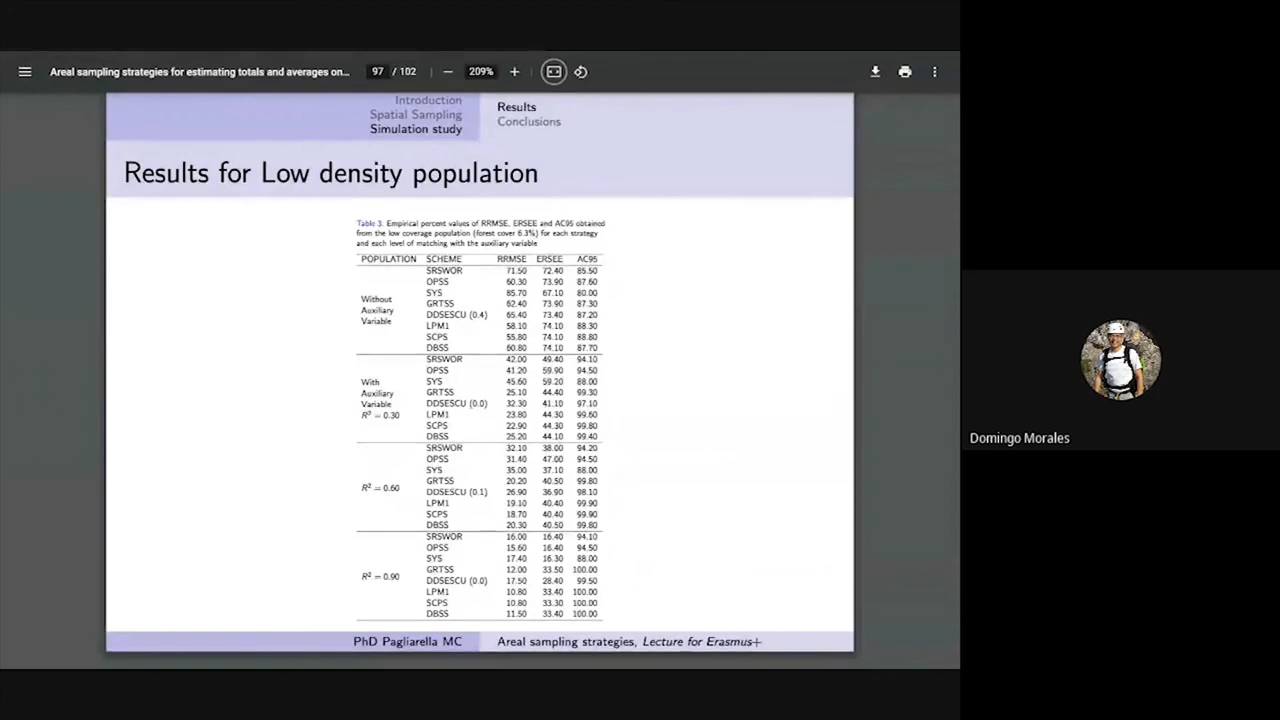 Areal sampling strategies for estimating totals and averages on...
97 / 102
209%
Introduction
Spatial Sampling
Simulation study
Results
Conclusions
Results for Low density population
Table 3. Empirical percent values of RRMSE, ERSEE and AC95 obtained
from the low coverage population (forest cover 6.3%) for each strategy
and each level of matching with the auxiliary variable
POPULATION SCHEME RRMSE ERSEE AC95
Without
Auxiliary
Variable
SRSWOR 71.50 72.40 85.50
OPSS 60.30 73.90 87.60
SYS 85.70 67.10 80.00
GRTSS 62.40 73.90 87.30
DDSESCU (0.4) 65.40 73.40 87.20
LPM1 58.10 74.10 88.30
SCPS 55.80 74.10 88.80
DBSS 60.80 74.10 87.70
With
Auxiliary
Variable
R² = 0.30
SRSWOR 42.00 49.40 94.10
OPSS 41.20 59.90 94.50
SYS 45.60 59.20 88.00
GRTSS 25.10 44.40 99.30
DDSESCU (0.0) 32.30 41.10 97.10
LPM1 23.80 44.30 99.60
SCPS 22.90 44.30 99.80
DBSS 25.20 44.10 99.40
R² = 0.60
SRSWOR 32.10 38.00 94.20
OPSS 31.40 47.00 94.50
SYS 35.00 37.10 88.00
GRTSS 20.20 40.50 99.80
DDSESCU (0.1) 26.90 36.90 98.10
LPM1 19.10 40.40 99.90
SCPS 18.70 40.40 99.90
DBSS 20.30 40.50 99.80
R² = 0.90
SRSWOR 16.00 16.40 94.10
OPSS 15.60 16.40 94.50
SYS 17.40 16.30 88.00
GRTSS 12.00 33.50 100.00
DDSESCU (0.0) 17.50 28.40 99.50
LPM1 10.80 33.40 100.00
SCPS 10.80 33.30 100.00
DBSS 11.50 33.40 100.00
PhD Pagliarella MC
Areal sampling strategies, Lecture for Erasmus+
Domingo Morales